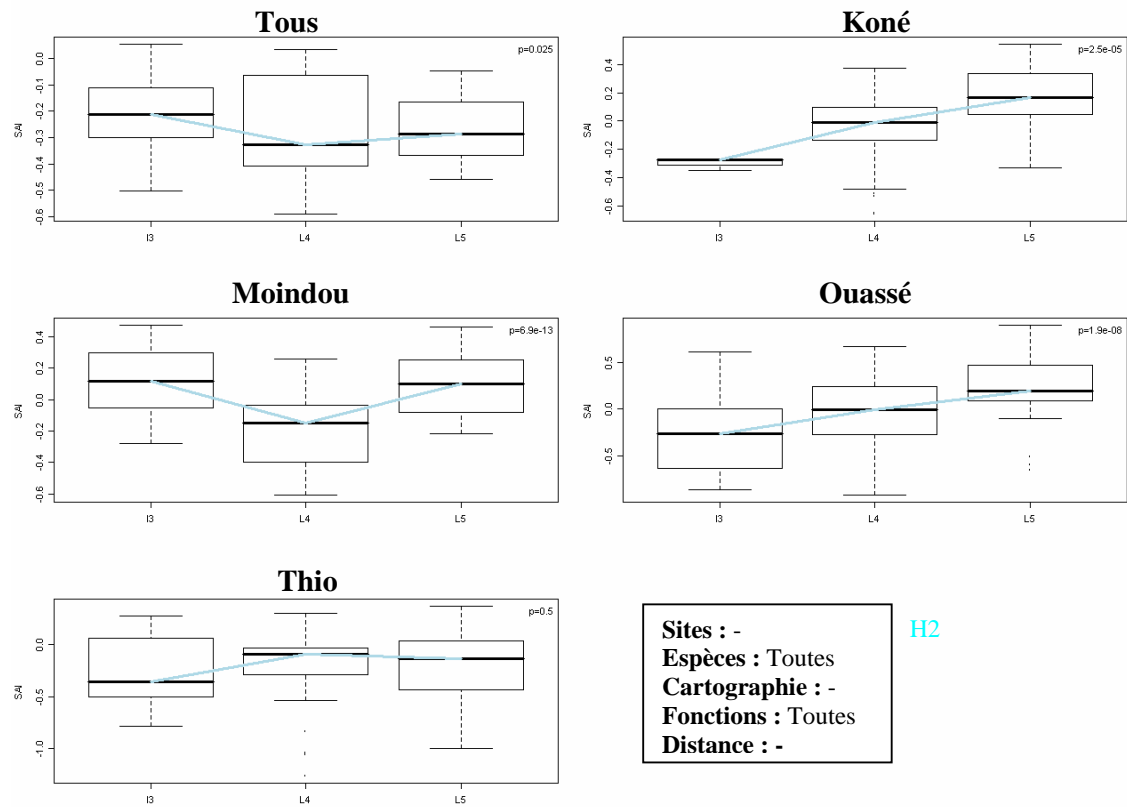 Tous
p=0.025
SAI
0.0
-0.1
-0.2
-0.3
-0.4
-0.5
-0.6
I3 L4 L5
Koné
p=2.5e-05
SAI
0.4
0.2
0.0
-0.2
-0.4
-0.6
I3 L4 L5
Moindou
p=6.9e-13
SAI
0.4
0.2
0.0
-0.2
-0.4
-0.6
I3 L4 L5
Ouassé
p=1.9e-08
SAI
0.5
0.0
-0.5
I3 L4 L5
Thio
p=0.5
SAI
0.0
-0.5
-1.0
I3 L4 L5
Sites : -
Espèces : Toutes
Cartographie : -
Fonctions : Toutes
Distance : -
H2